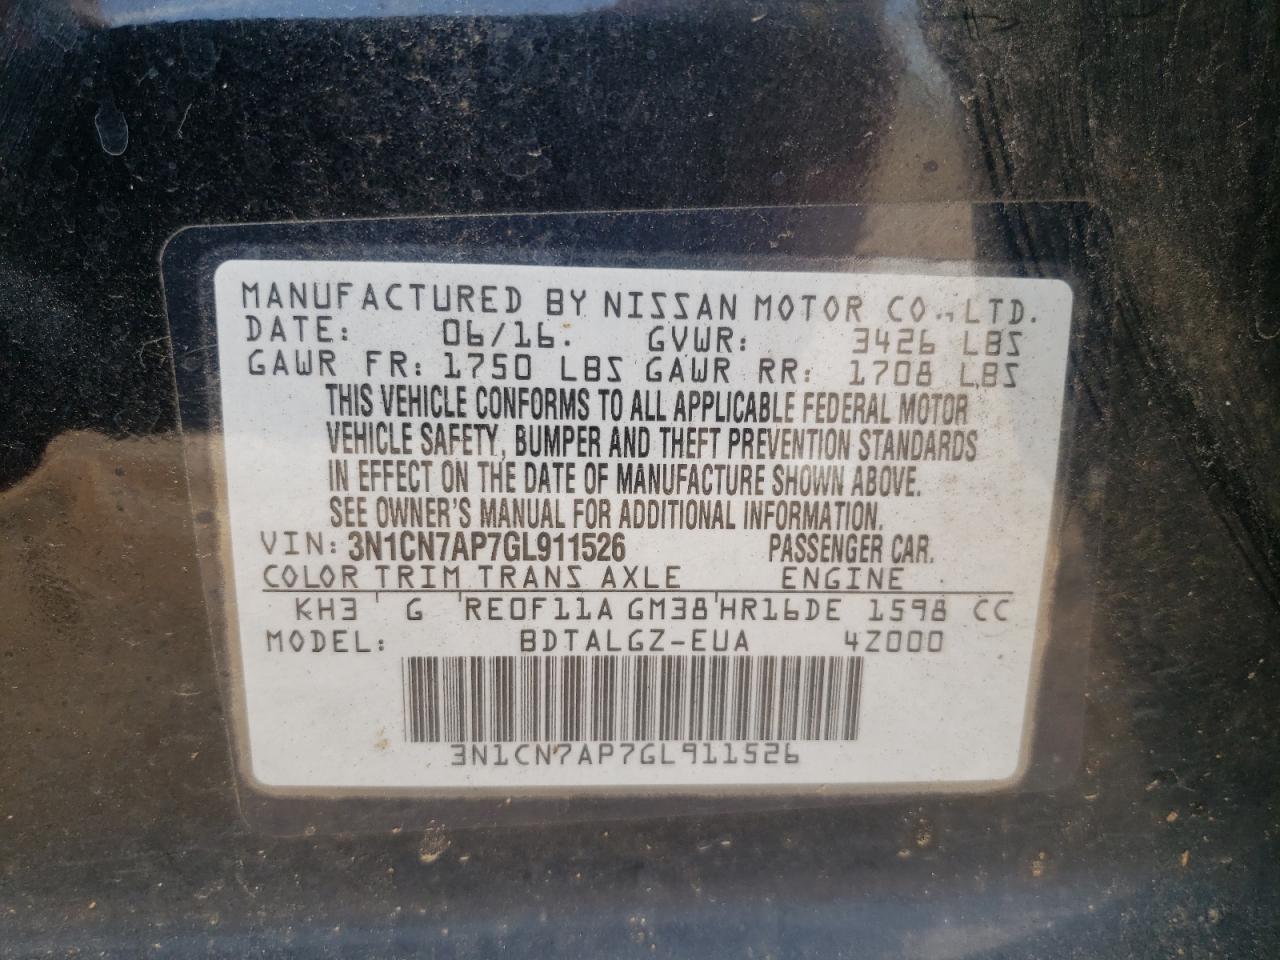 MANUFACTURED BY NISSAN MOTOR CO., LTD.
DATE: 06/16. GVWR: 3426 LBS
GAWR FR: 1750 LBS GAWR RR: 1708 LBS
THIS VEHICLE CONFORMS TO ALL APPLICABLE FEDERAL MOTOR
VEHICLE SAFETY, BUMPER AND THEFT PREVENTION STANDARDS
IN EFFECT ON THE DATE OF MANUFACTURE SHOWN ABOVE.
SEE OWNER'S MANUAL FOR ADDITIONAL INFORMATION.
VIN: 3N1CN7AP7GL911526 PASSENGER CAR.
COLOR TRIM TRANS AXLE ENGINE
KH3 ' G ' RE0F11A GM38 ' HR16DE 1598 CC
MODEL: BDTALGZ-EUA 4Z000
3N1CN7AP7GL911526